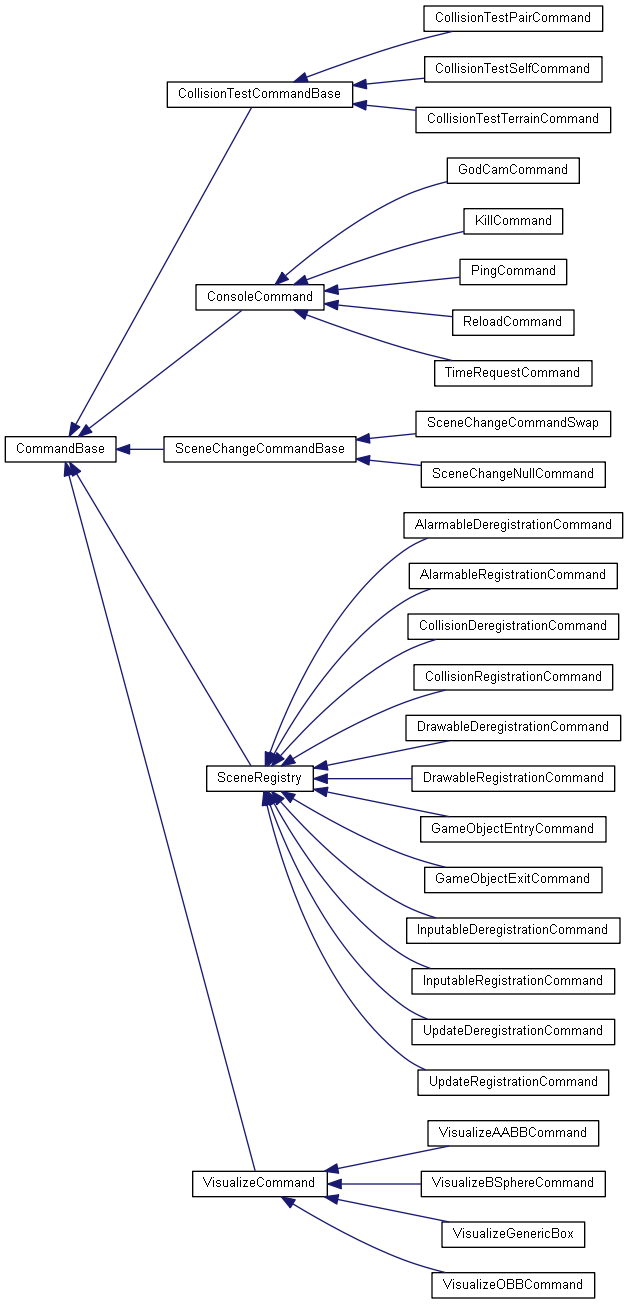 CollisionTestPairCommand
CollisionTestSelfCommand
CollisionTestCommandBase
CollisionTestTerrainCommand
GodCamCommand
KillCommand
PingCommand
ConsoleCommand
ReloadCommand
TimeRequestCommand
SceneChangeCommandSwap
CommandBase
SceneChangeCommandBase
SceneChangeNullCommand
AlarmableDeregistrationCommand
AlarmableRegistrationCommand
CollisionDeregistrationCommand
CollisionRegistrationCommand
DrawableDeregistrationCommand
SceneRegistry
DrawableRegistrationCommand
GameObjectEntryCommand
GameObjectExitCommand
InputableDeregistrationCommand
InputableRegistrationCommand
UpdateDeregistrationCommand
UpdateRegistrationCommand
VisualizeAABBCommand
VisualizeCommand
VisualizeBSphereCommand
VisualizeGenericBox
VisualizeOBBCommand